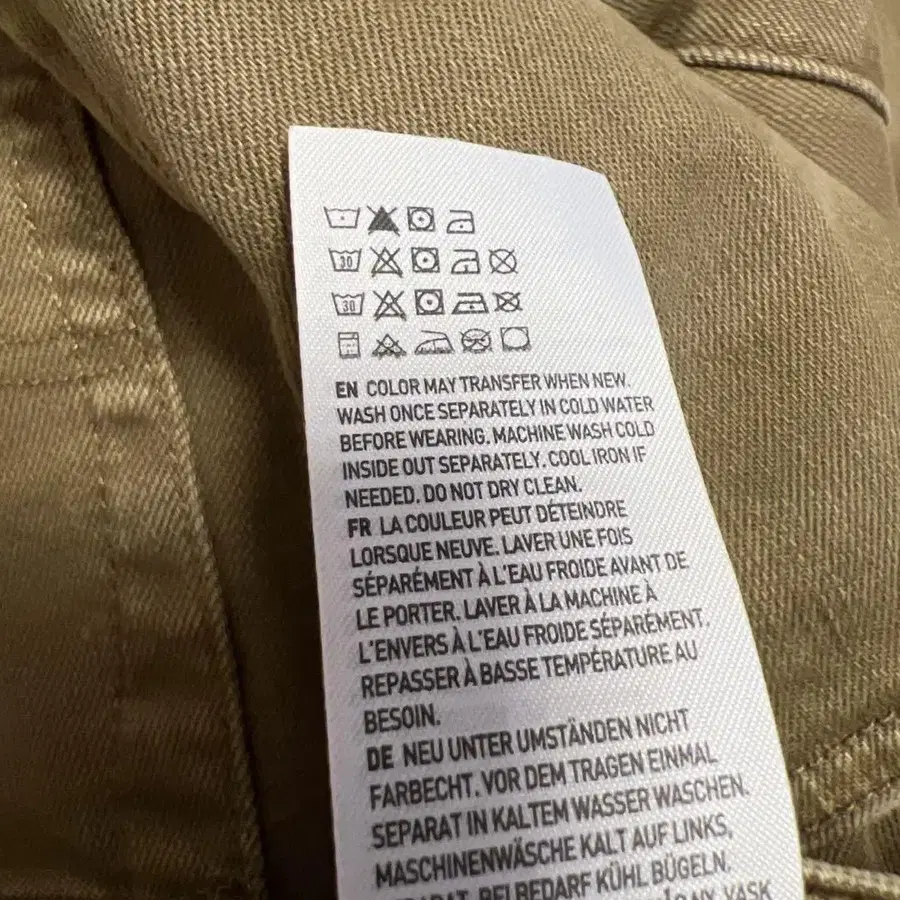 30
30
EN COLOR MAY TRANSFER WHEN NEW.
WASH ONCE SEPARATELY IN COLD WATER
BEFORE WEARING. MACHINE WASH COLD
INSIDE OUT SEPARATELY. COOL IRON IF
NEEDED. DO NOT DRY CLEAN.
FR LA COULEUR PEUT DÉTEINDRE
LORSQUE NEUVE. LAVER UNE FOIS
SÉPARÉMENT À L'EAU FROIDE AVANT DE
LE PORTER. LAVER À LA MACHINE À
L'ENVERS À L'EAU FROIDE SÉPARÉMENT.
REPASSER À BASSE TEMPÉRATURE AU
BESOIN.
DE NEU UNTER UMSTÄNDEN NICHT
FARBECHT. VOR DEM TRAGEN EINMAL
SEPARAT IN KALTEM WASSER WASCHEN.
MASCHINENWÄSCHE KALT AUF LINKS,
BEI BEDARF KÜHL BÜGELN.
VASK